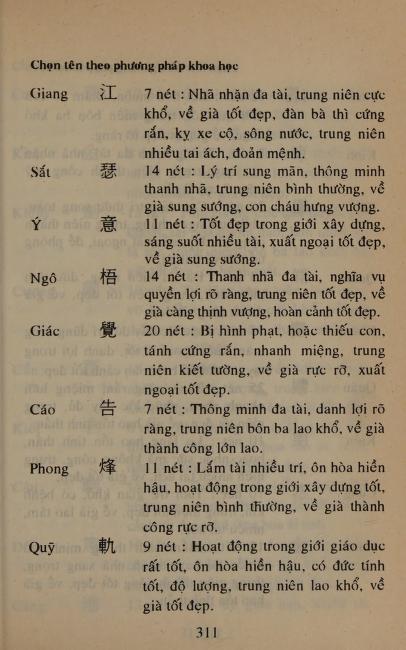 Chọn tên theo phương pháp khoa học
Giang 江 7 nét : Nhã nhặn đa tài, trung niên cực
khổ, về già tốt đẹp, đàn bà thì cứng
rắn, kỵ xe cộ, sông nước, trung niên
nhiều tai ách, đoản mệnh.
Sắt 瑟 14 nét : Lý trí sung mãn, thông minh
thanh nhã, trung niên bình thường, về
già sung sướng, con cháu hưng vượng.
Ý 意 11 nét : Tốt đẹp trong giới xây dựng,
sáng suốt nhiều tài, xuất ngoại tốt đẹp,
về già sung sướng.
Ngô 梧 14 nét : Thanh nhã đa tài, nghĩa vụ
quyền lợi rõ ràng, trung niên tốt đẹp, về
già càng thịnh vượng, hoàn cảnh tốt đẹp.
Giác 覺 20 nét : Bị hình phạt, hoặc thiếu con,
tánh cứng rắn, nhanh miệng, trung
niên kiết tường, về già rực rỡ, xuất
ngoại tốt đẹp.
Cáo 告 7 nét : Thông minh đa tài, danh lợi rõ
ràng, trung niên bôn ba lao khổ, về già
thành công lớn lao.
Phong 烽 11 nét : Lắm tài nhiều trí, ôn hòa hiền
hậu, hoạt động trong giới xây dựng tốt,
trung niên bình thường, về già thành
công rực rỡ.
Quỹ 軌 9 nét : Hoạt động trong giới giáo dục
rất tốt, ôn hòa hiền hậu, có đức tính
tốt, độ lượng, trung niên lao khổ, về
già tốt đẹp.
311